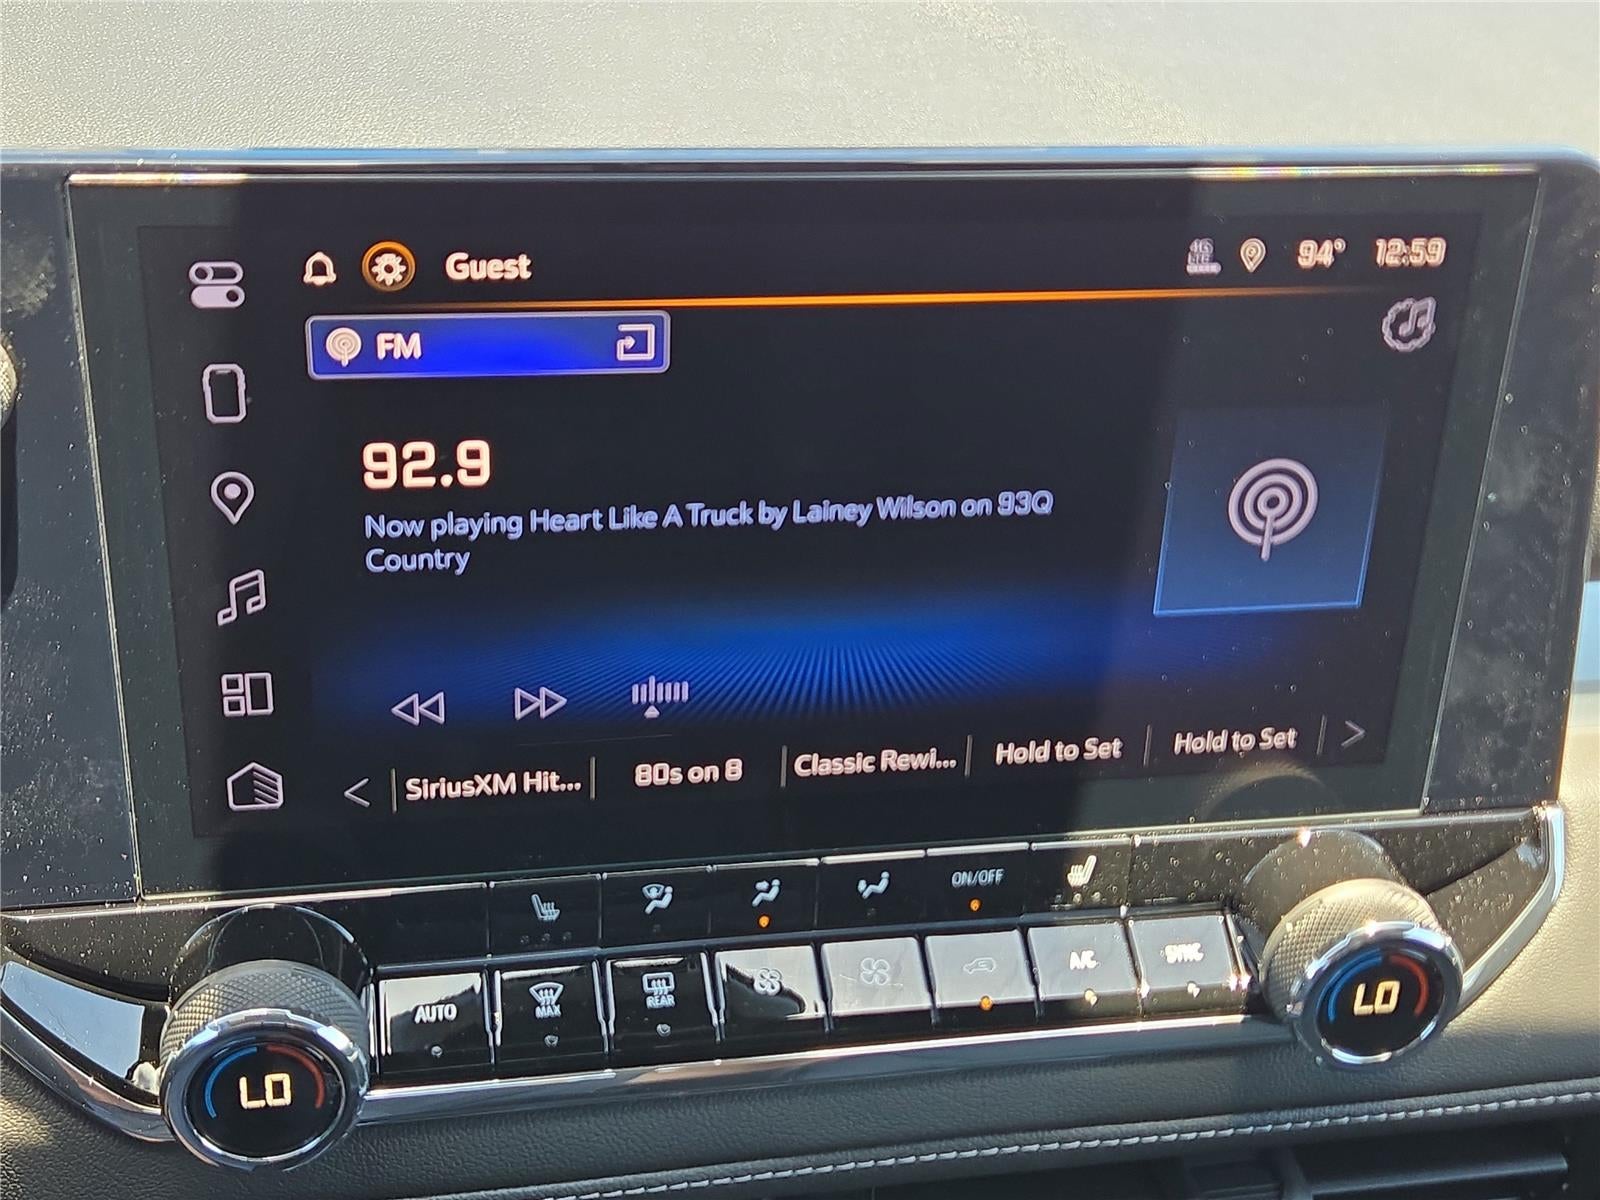 Guest
4G LTE 94° 12:59
FM
92.9
Now playing Heart Like A Truck by Lainey Wilson on 93Q
Country
SiriusXM Hit... 80s on 8 Classic Rewi... Hold to Set Hold to Set
ON/OFF
AUTO MAX REAR A/C SYNC
LO LO